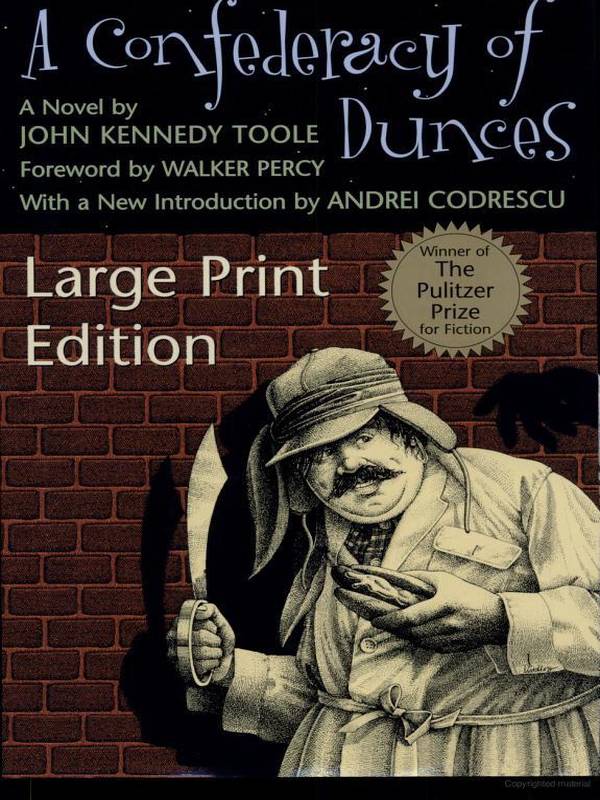 A Confederacy of
Dunces
A Novel by
JOHN KENNEDY TOOLE
Foreword by WALKER PERCY
With a New Introduction by ANDREI CODRESCU
Large Print
Edition
Winner of
The
Pulitzer
Prize
for Fiction
Copyrighted material